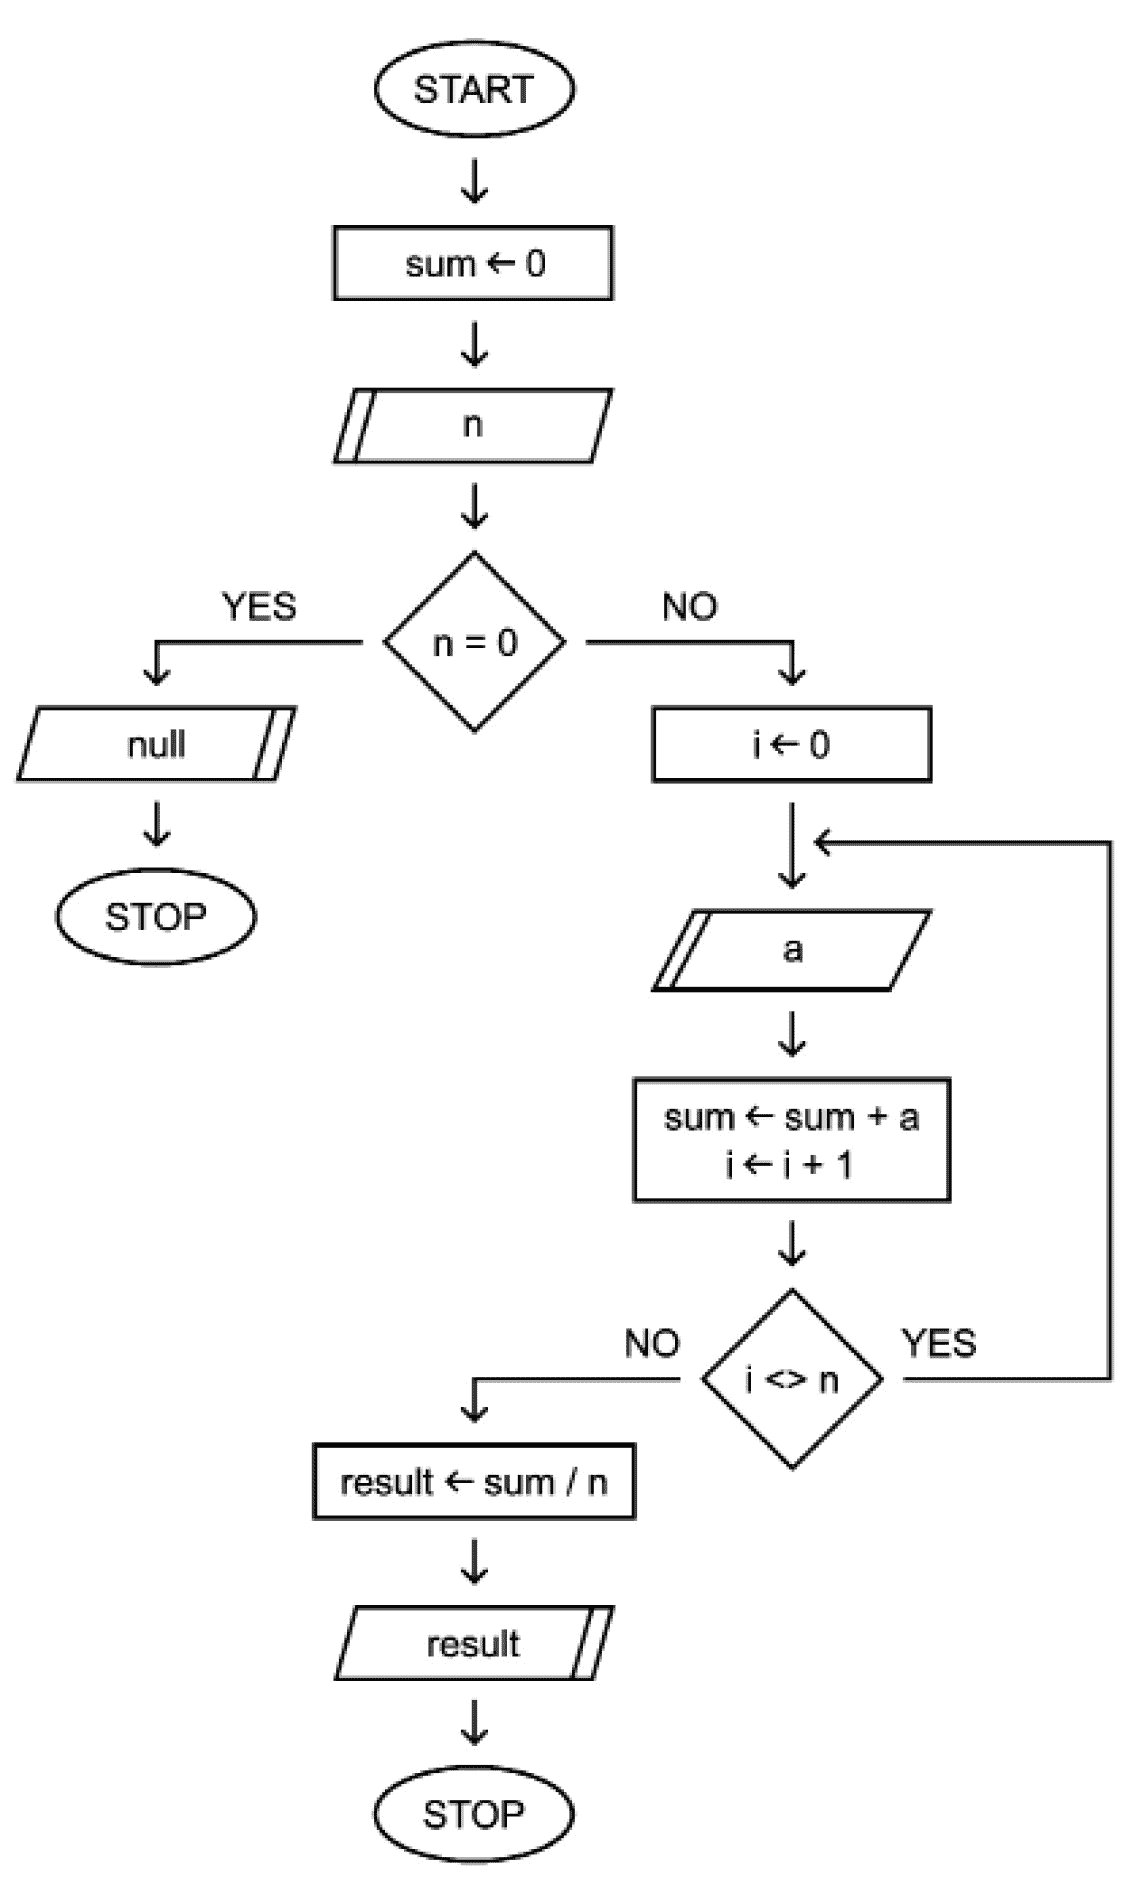 START
sum ← 0
n
YES
NO
n = 0
null
i ← 0
STOP
a
sum ← sum + a
i ← i + 1
NO
YES
i <> n
result ← sum / n
result
STOP